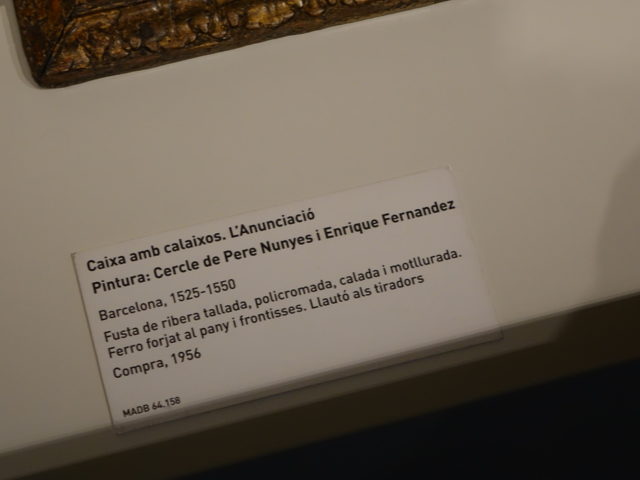 Caixa amb calaixos. L'Anunciació
Pintura: Cercle de Pere Nunyes i Enrique Fernandez
Barcelona, 1525-1550
Fusta de ribera tallada, policromada, calada i motllurada.
Ferro forjat al pany i frontisses. Llautó als tiradors
Compra, 1956
MADB 64.158